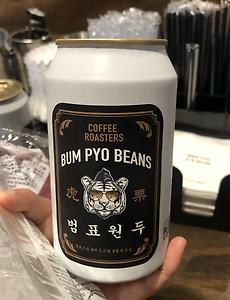 COFFEE
ROASTERS
BUM PYO BEANS
虎 票
범표원두